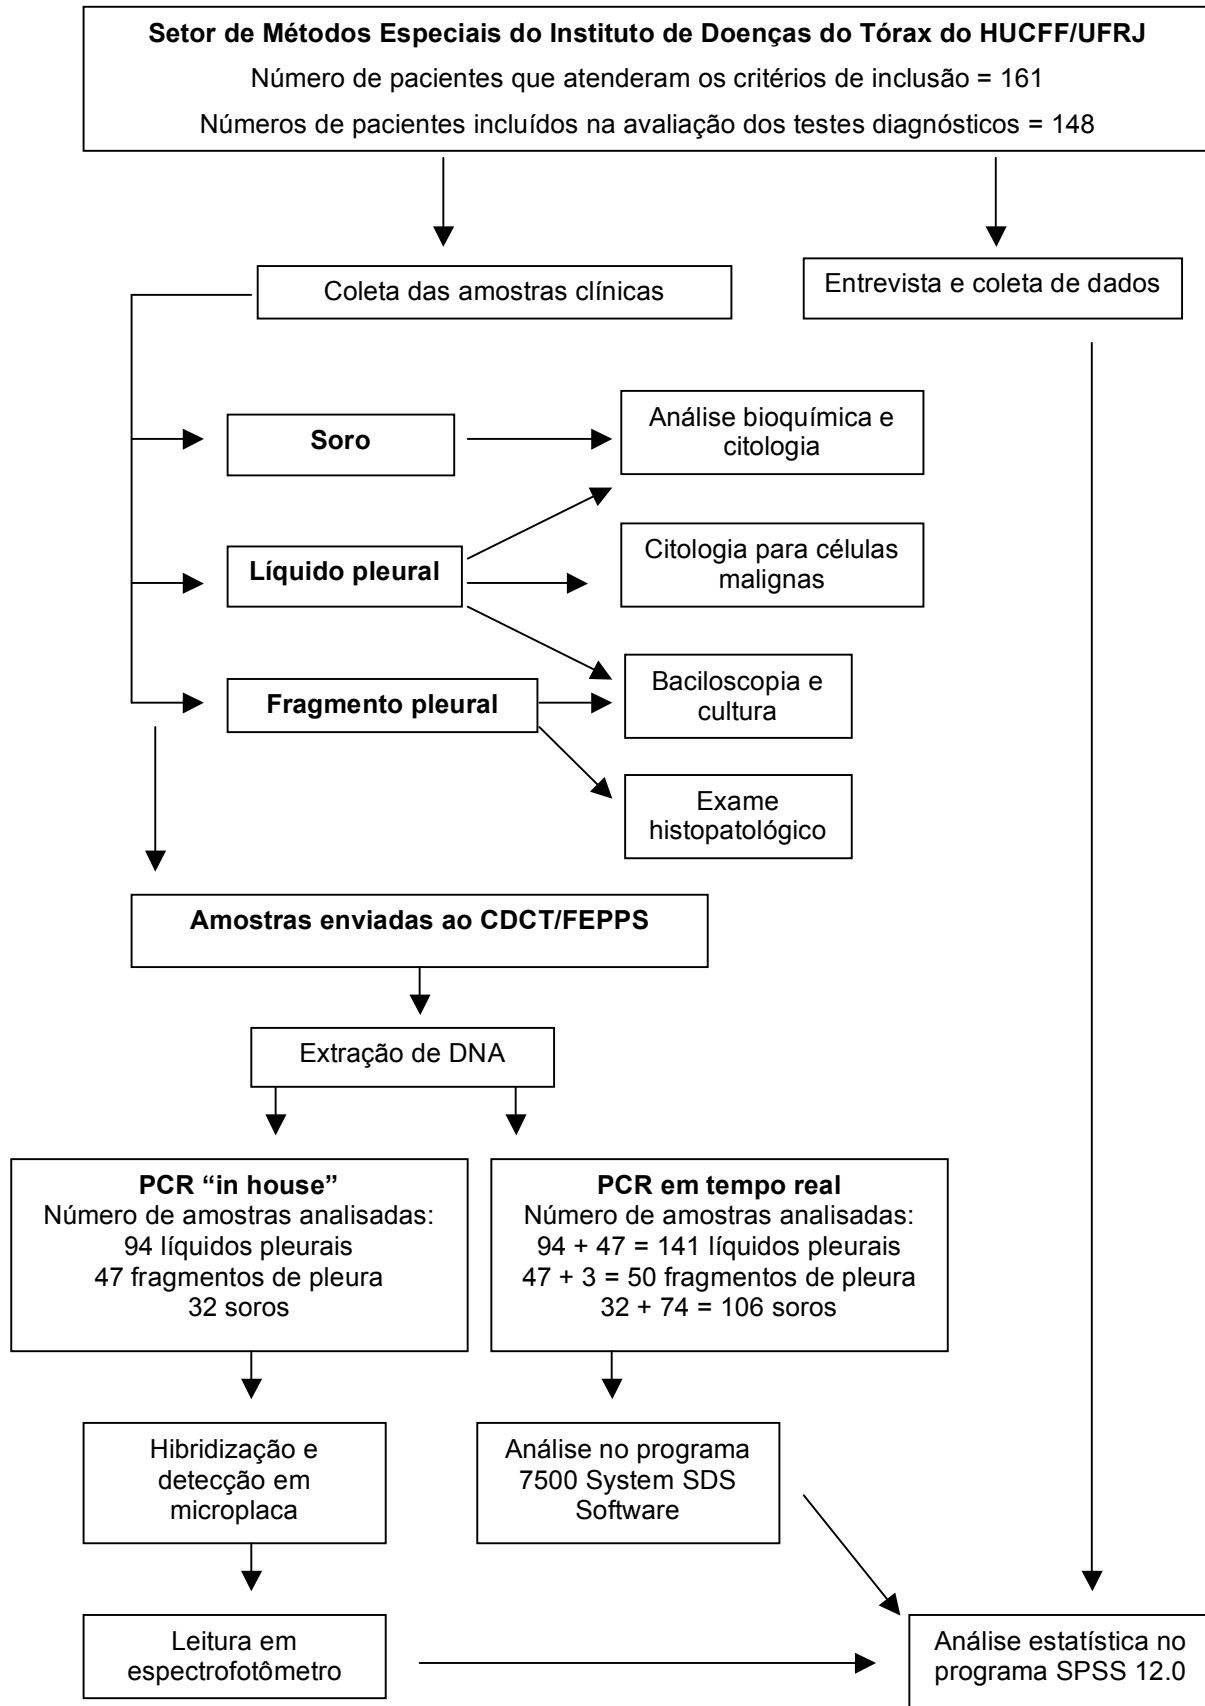 Setor de Métodos Especiais do Instituto de Doenças do Tórax do HUCFF/UFRJ
Número de pacientes que atenderam os critérios de inclusão = 161
Números de pacientes incluídos na avaliação dos testes diagnósticos = 148
Coleta das amostras clínicas
Entrevista e coleta de dados
Soro
Análise bioquímica e
citologia
Líquido pleural
Citologia para células
malignas
Fragmento pleural
Baciloscopia e
cultura
Exame
histopatológico
Amostras enviadas ao CDCT/FEPPS
Extração de DNA
PCR “in house”
Número de amostras analisadas:
94 líquidos pleurais
47 fragmentos de pleura
32 soros
PCR em tempo real
Número de amostras analisadas:
94 + 47 = 141 líquidos pleurais
47 + 3 = 50 fragmentos de pleura
32 + 74 = 106 soros
Hibridização e
detecção em
microplaca
Análise no programa
7500 System SDS
Software
Leitura em
espectrofotômetro
Análise estatística no
programa SPSS 12.0